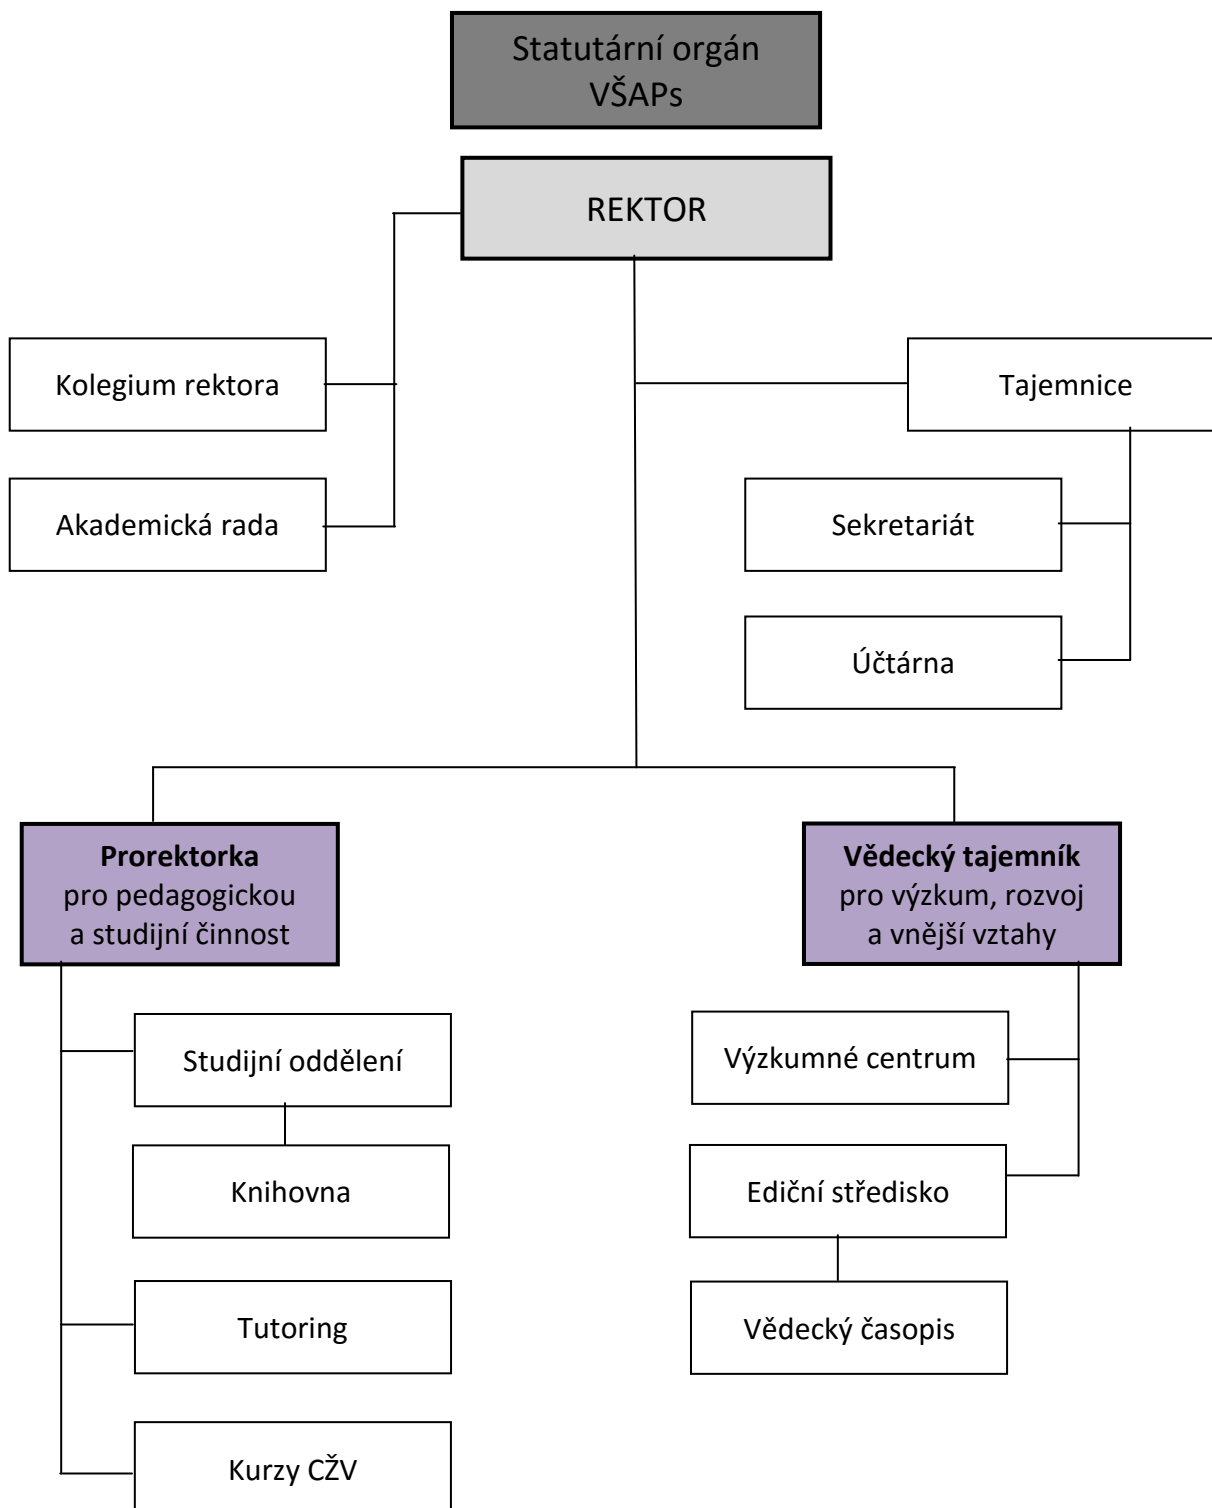 Statutární orgán
VŠAPs
REKTOR
Kolegium rektora
Tajemnice
Akademická rada
Sekretariát
Účtárna
Prorektorka
pro pedagogickou
a studijní činnost
Vědecký tajemník
pro výzkum, rozvoj
a vnější vztahy
Studijní oddělení
Výzkumné centrum
Knihovna
Ediční středisko
Tutoring
Vědecký časopis
Kurzy CŽV